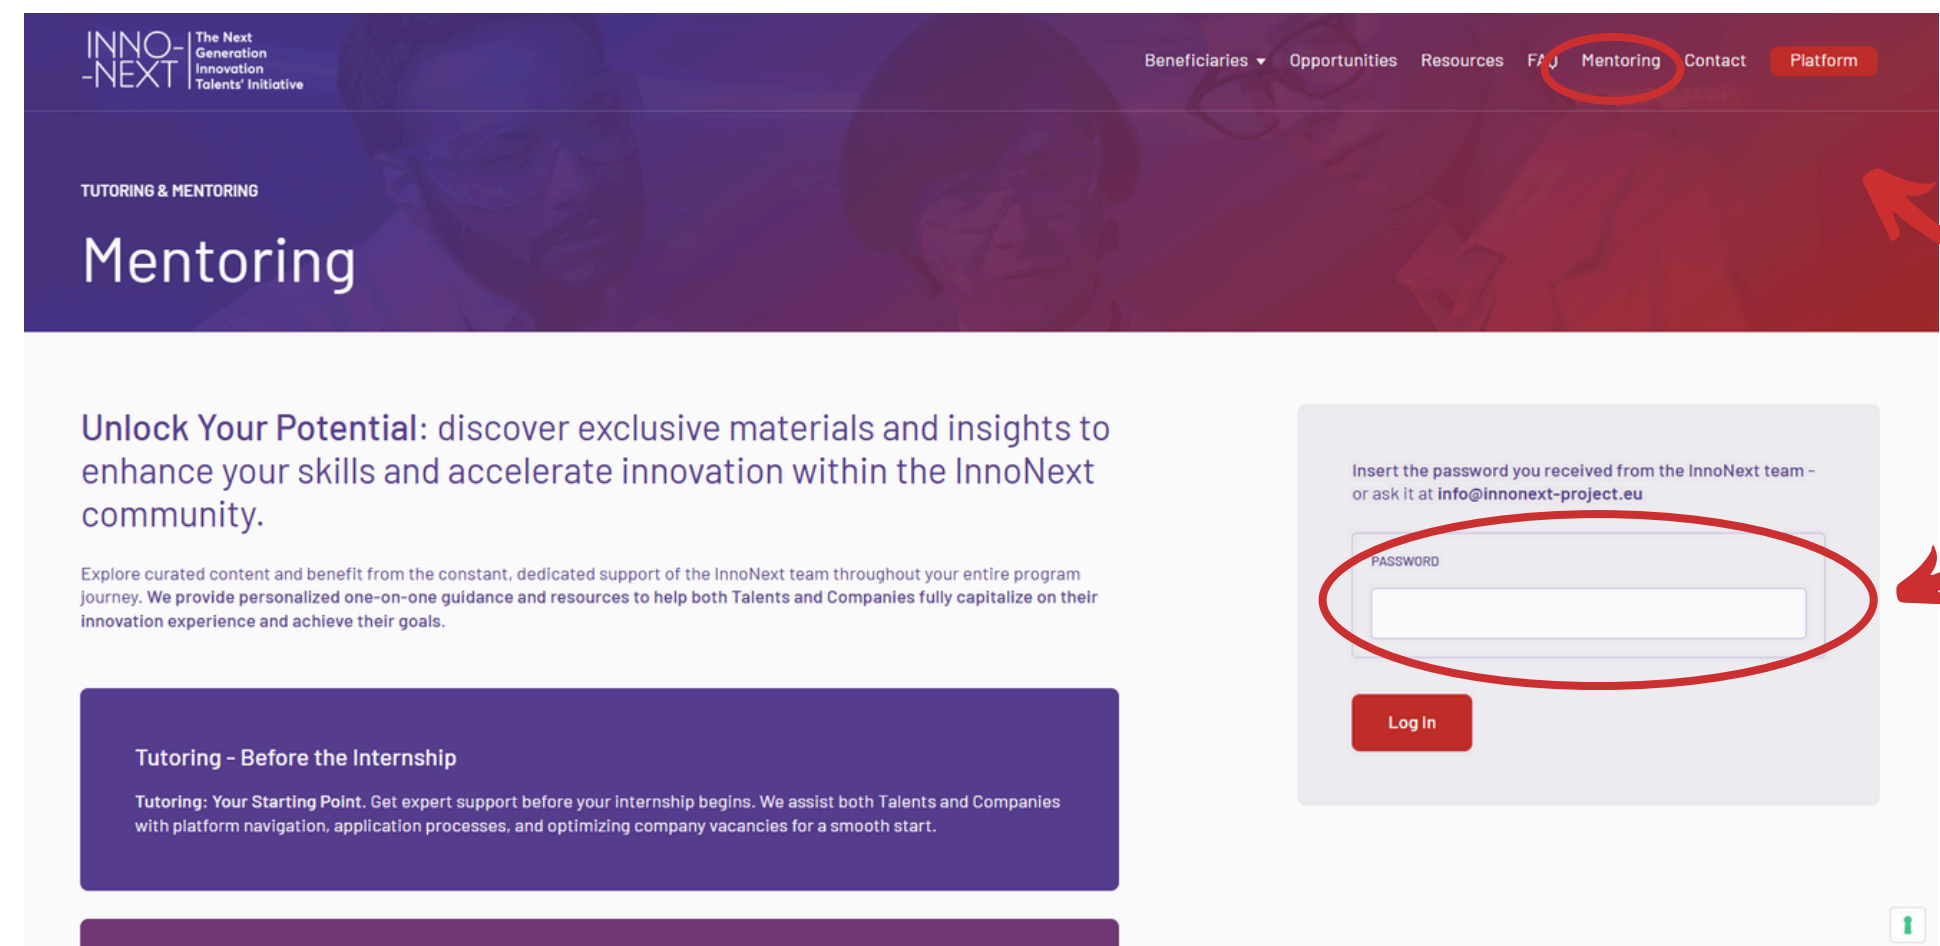 INNO-
-NEXT
The Next
Generation
Innovation
Talents' Initiative
Beneficiaries Opportunities Resources FAQ Mentoring Contact Platform
TUTORING & MENTORING
Mentoring
Unlock Your Potential: discover exclusive materials and insights to
enhance your skills and accelerate innovation within the InnoNext
community.
Explore curated content and benefit from the constant, dedicated support of the InnoNext team throughout your entire program
journey. We provide personalized one-on-one guidance and resources to help both Talents and Companies fully capitalize on their
innovation experience and achieve their goals.
Tutoring - Before the Internship
Tutoring: Your Starting Point. Get expert support before your internship begins. We assist both Talents and Companies
with platform navigation, application processes, and optimizing company vacancies for a smooth start.
Insert the password you received from the InnoNext team -
or ask it at info@innonext-project.eu
PASSWORD
Log In